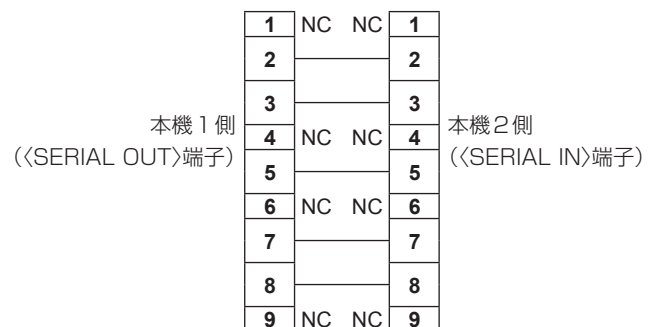 1 NC NC 1
2 2
3 3
本機1側
(〈SERIAL OUT〉端子)
4 NC NC 4
本機2側
(〈SERIAL IN〉端子)
5 5
6 NC NC 6
7 7
8 8
9 NC NC 9